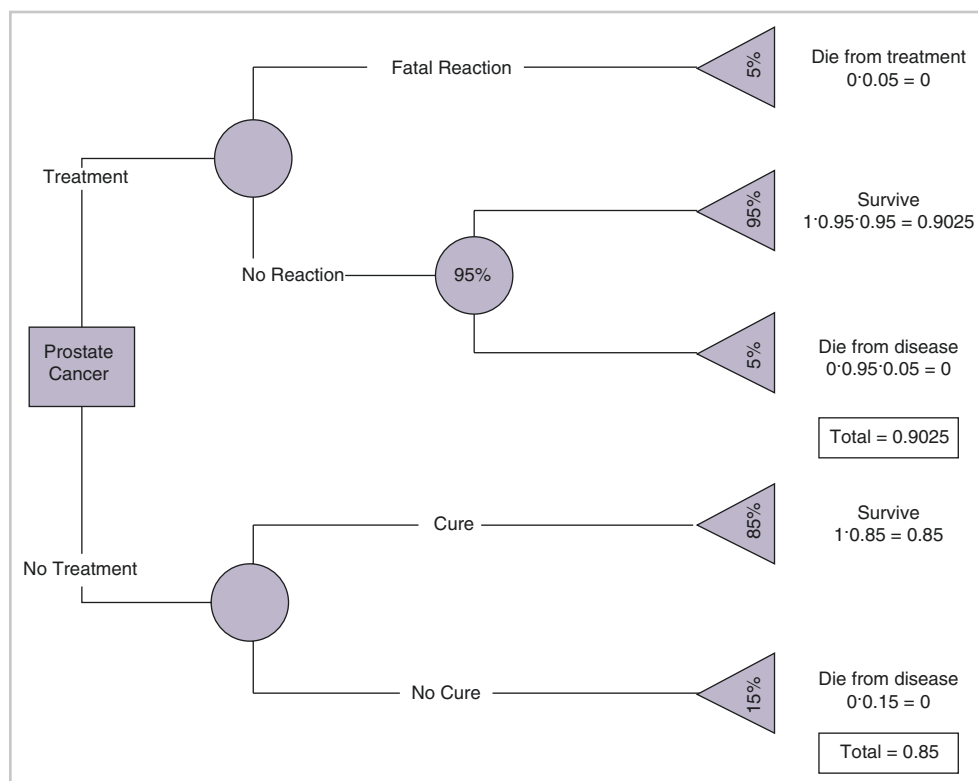 Fatal Reaction
5%
Die from treatment
0·0.05 = 0
Treatment
95%
Survive
1·0.95·0.95 = 0.9025
No Reaction
95%
5%
Die from disease
0·0.95·0.05 = 0
Prostate
Cancer
Total = 0.9025
Cure
85%
Survive
1·0.85 = 0.85
No Treatment
No Cure
15%
Die from disease
0·0.15 = 0
Total = 0.85